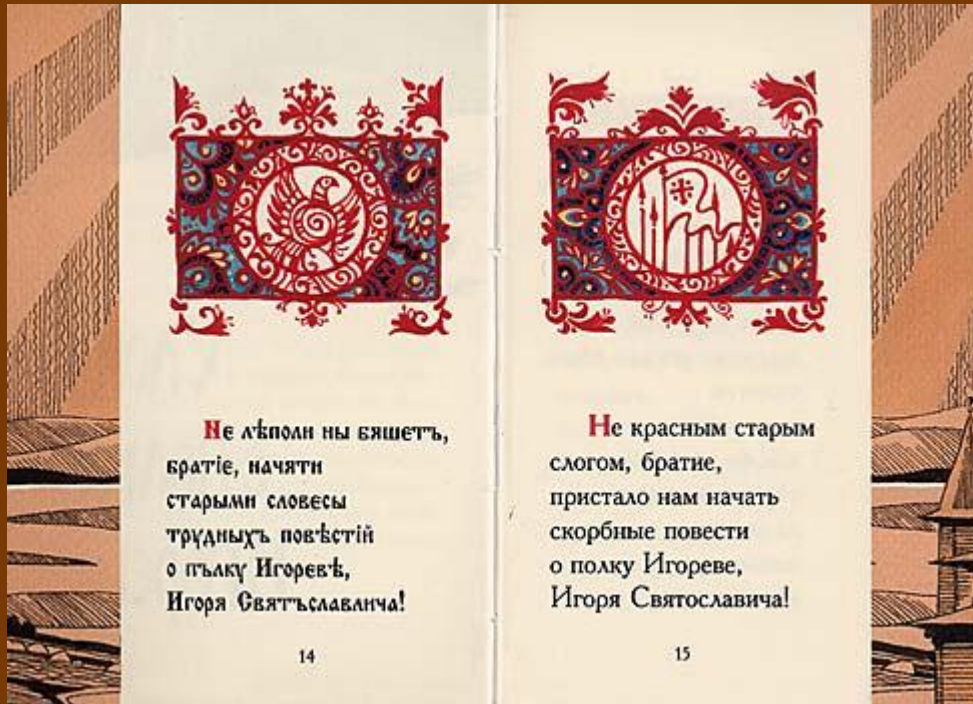 Не лѣполи ны бяшетъ,
братіе, начяти
старыми словесы
трудныхъ повѣстій
о пълку Игоревѣ,
Игоря Святъславлича!
14
Не красным старым
слогом, братие,
пристало нам начать
скорбные повести
о полку Игореве,
Игоря Святославича!
15